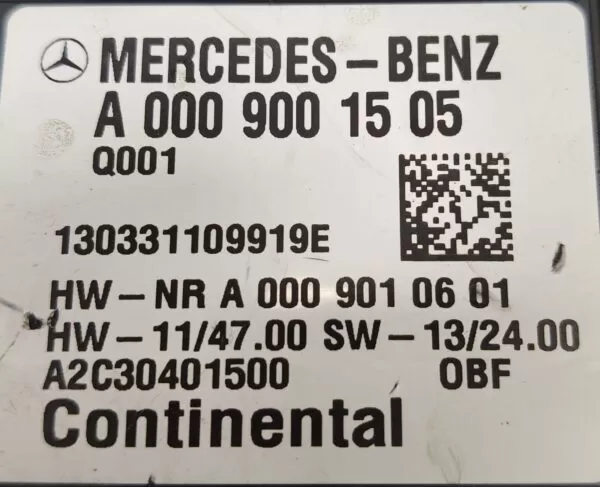 MERCEDES-BENZ
A 000 900 15 05
Q001
130331109919E
HW-NR A 000 901 06 01
HW-11/47.00 SW-13/24.00
A2C30401500 OBF
Continental